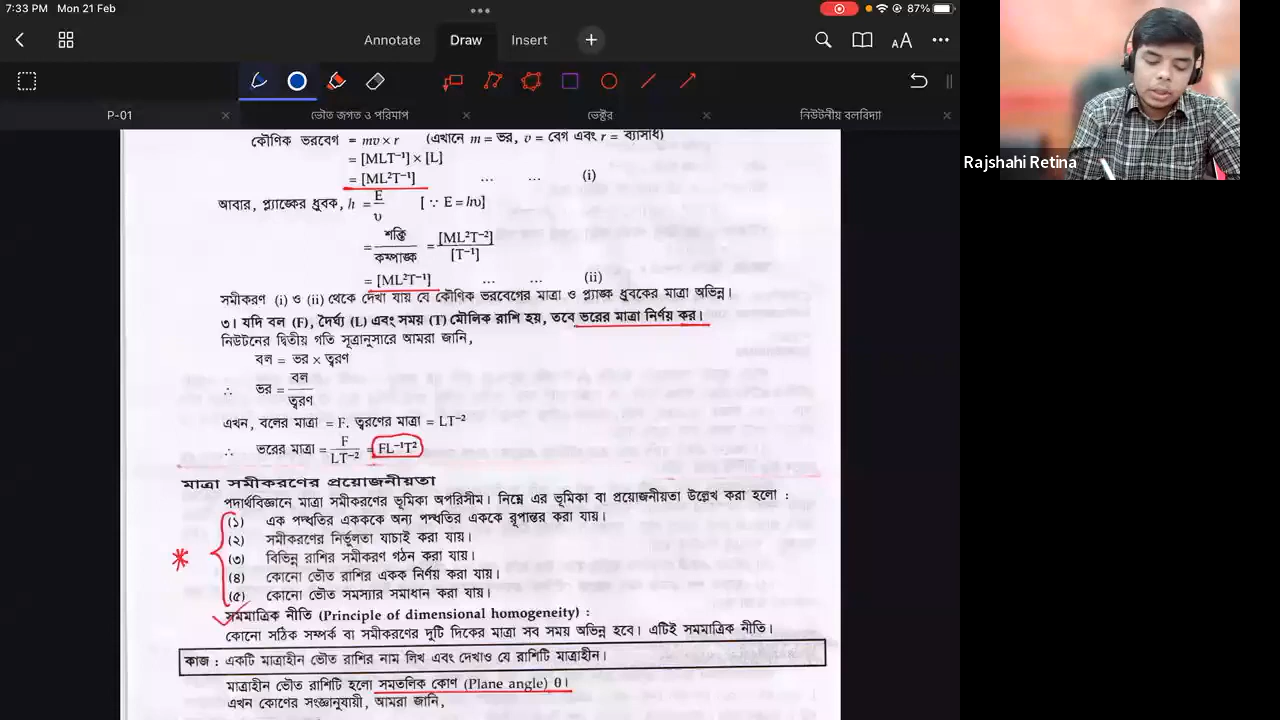 7:33 PM Mon 21 Feb
87%
Annotate Draw Insert
AA
P-01
ভৌত জগত ও পরিমাপ
ভেক্টর
নিউটনীয় বলবিদ্যা
Rajshahi Retina
কৌণিক ভরবেগ = mυ × r (এখানে m = ভর, υ = বেগ এবং r = ব্যাসার্ধ)
= [MLT⁻¹] × [L]
= [ML²T⁻¹] ... ... (i)
আবার, প্ল্যাঙ্কের ধ্রুবক, h = E/υ [∵ E = hυ]
= শক্তি/কম্পাঙ্ক = [ML²T⁻²]/[T⁻¹]
= [ML²T⁻¹] ... ... (ii)
সমীকরণ (i) ও (ii) থেকে দেখা যায় যে কৌণিক ভরবেগের মাত্রা ও প্ল্যাঙ্ক ধ্রুবকের মাত্রা অভিন্ন।
৩। যদি বল (F), দৈর্ঘ্য (L) এবং সময় (T) মৌলিক রাশি হয়, তবে ভরের মাত্রা নির্ণয় কর।
নিউটনের দ্বিতীয় গতি সূত্রানুসারে আমরা জানি,
বল = ভর × ত্বরণ
∴ ভর = বল/ত্বরণ
এখন, বলের মাত্রা = F. ত্বরণের মাত্রা = LT⁻²
∴ ভরের মাত্রা = F/LT⁻² = FL⁻¹T²
মাত্রা সমীকরণের প্রয়োজনীয়তা
পদার্থবিজ্ঞানে মাত্রা সমীকরণের ভূমিকা অপরিসীম। নিম্নে এর ভূমিকা বা প্রয়োজনীয়তা উল্লেখ করা হলো :
(১) এক পদ্ধতির একককে অন্য পদ্ধতির এককে রূপান্তর করা যায়।
(২) সমীকরণের নির্ভুলতা যাচাই করা যায়।
(৩) বিভিন্ন রাশির সমীকরণ গঠন করা যায়।
(৪) কোনো ভৌত রাশির একক নির্ণয় করা যায়।
(৫) কোনো ভৌত সমস্যার সমাধান করা যায়।
সমমাত্রিক নীতি (Principle of dimensional homogeneity) :
কোনো সঠিক সম্পর্ক বা সমীকরণের দুটি দিকের মাত্রা সব সময় অভিন্ন হবে। এটিই সমমাত্রিক নীতি।
কাজ : একটি মাত্রাহীন ভৌত রাশির নাম লিখ এবং দেখাও যে রাশিটি মাত্রাহীন।
মাত্রাহীন ভৌত রাশিটি হলো সমতলিক কোণ (Plane angle) θ।
এখন কোণের সংজ্ঞানুযায়ী, আমরা জানি,